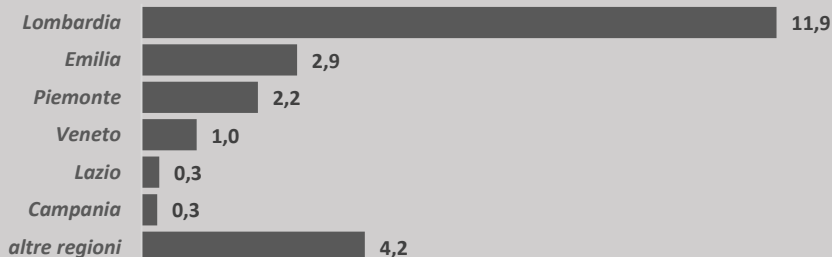 Lombardia 11,9
Emilia 2,9
Piemonte 2,2
Veneto 1,0
Lazio 0,3
Campania 0,3
altre regioni 4,2